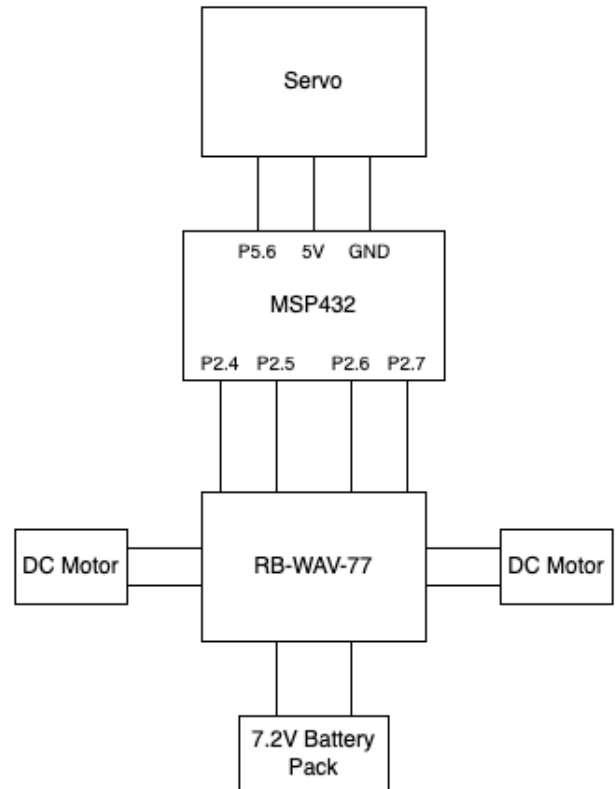 Servo
P5.6 5V GND
MSP432
P2.4 P2.5 P2.6 P2.7
DC Motor RB-WAV-77 DC Motor
7.2V Battery
Pack